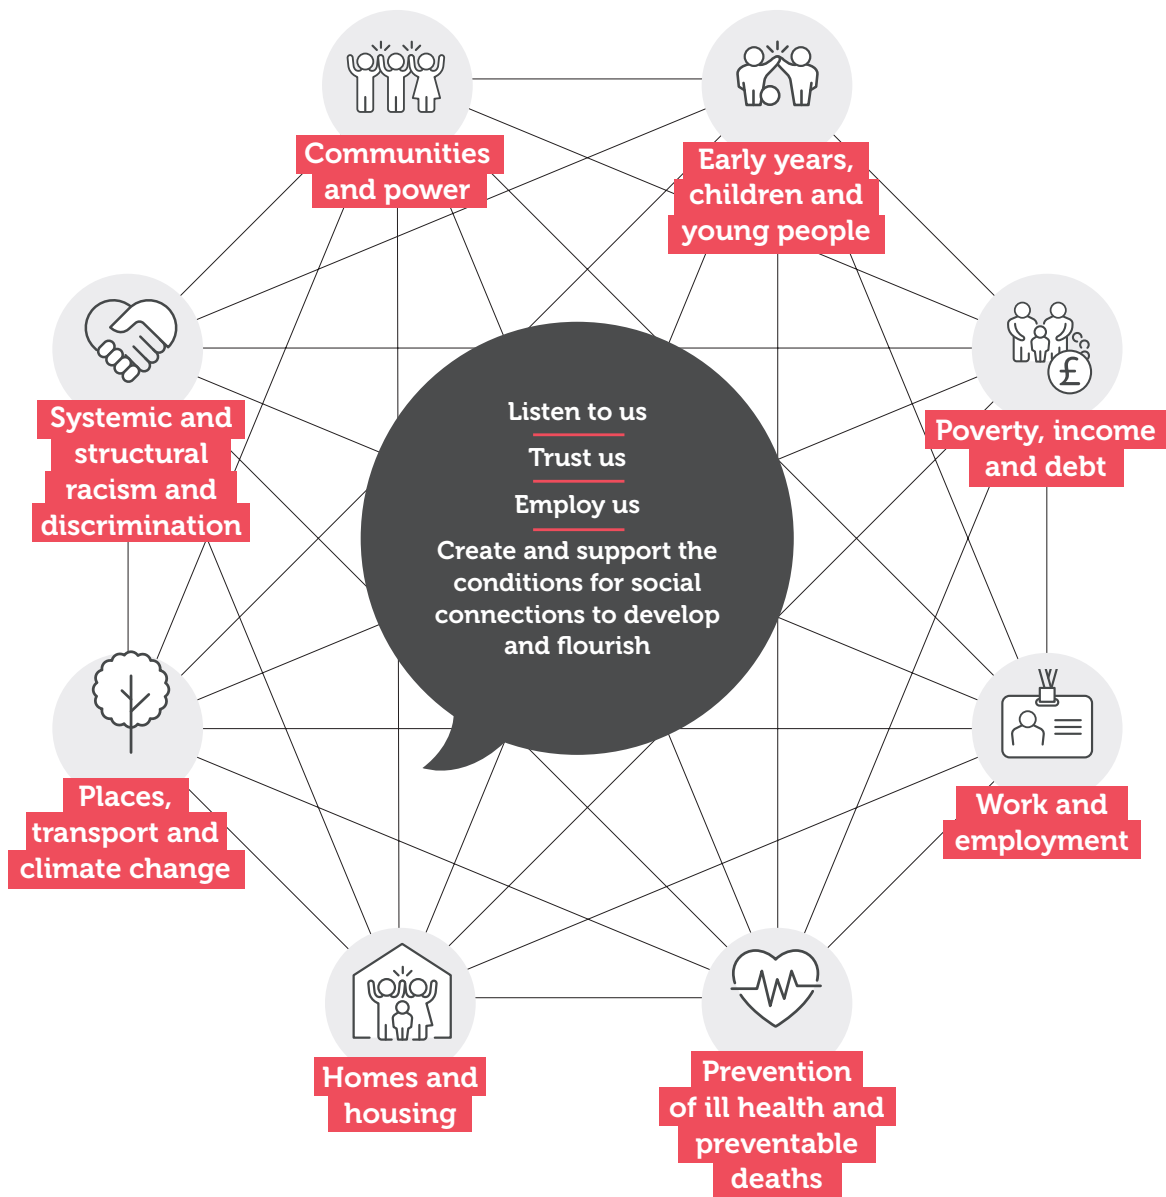 Communities
and power
Early years,
children and
young people
Systemic and
structural
racism and
discrimination
£
Poverty, income
and debt
Listen to us
Trust us
Employ us
Create and support the
conditions for social
connections to develop
and flourish
Places,
transport and
climate change
Work and
employment
Homes and
housing
Prevention
of ill health and
preventable
deaths